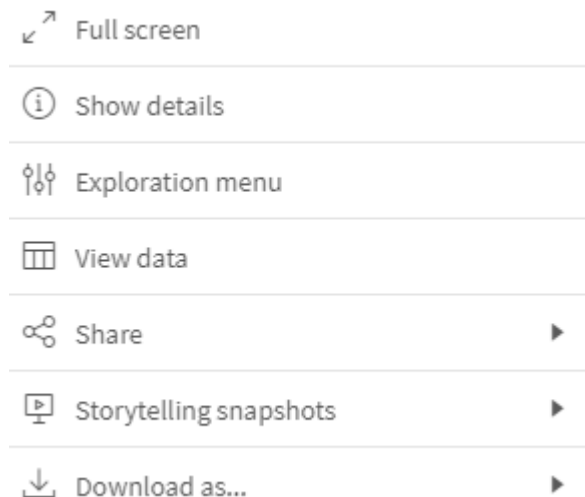 Full screen
Show details
Exploration menu
View data
Share
Storytelling snapshots
Download as...